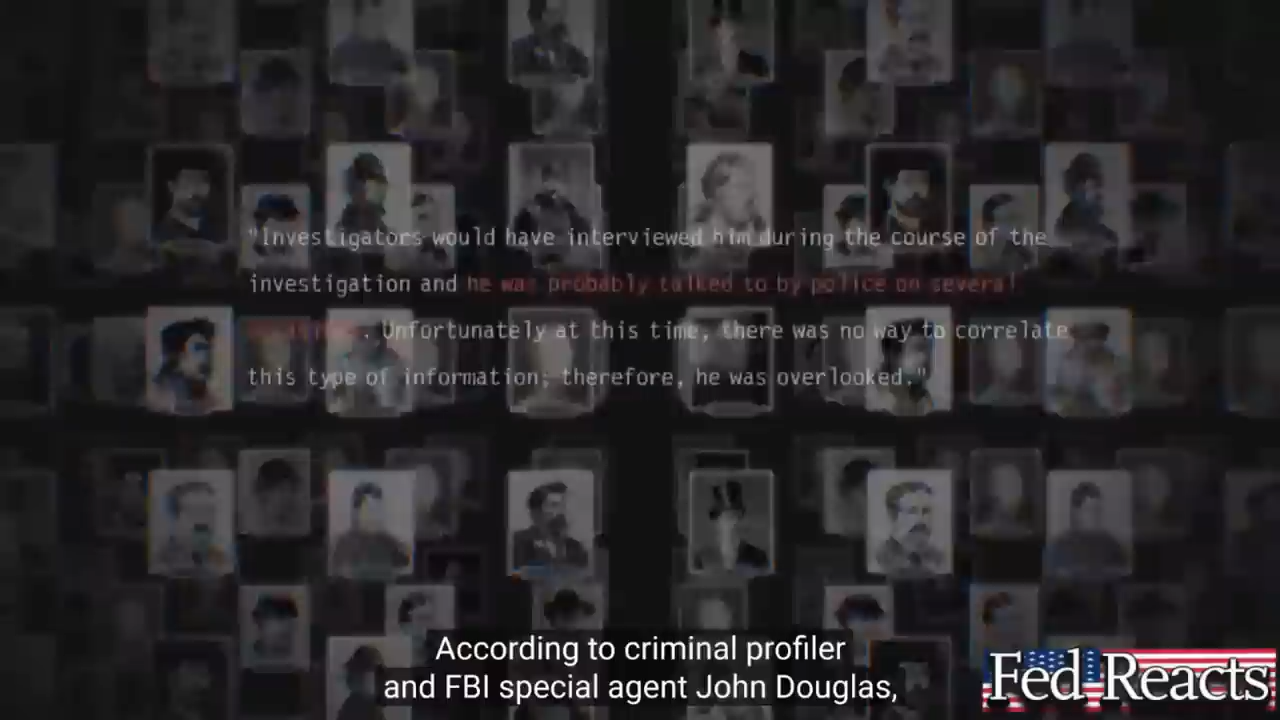 "Investigators would have interviewed him during the course of the
investigation and he was probably talked to by police on several
. Unfortunately at this time, there was no way to correlate
this type of information; therefore, he was overlooked."
According to criminal profiler
and FBI special agent John Douglas,
Fed Reacts